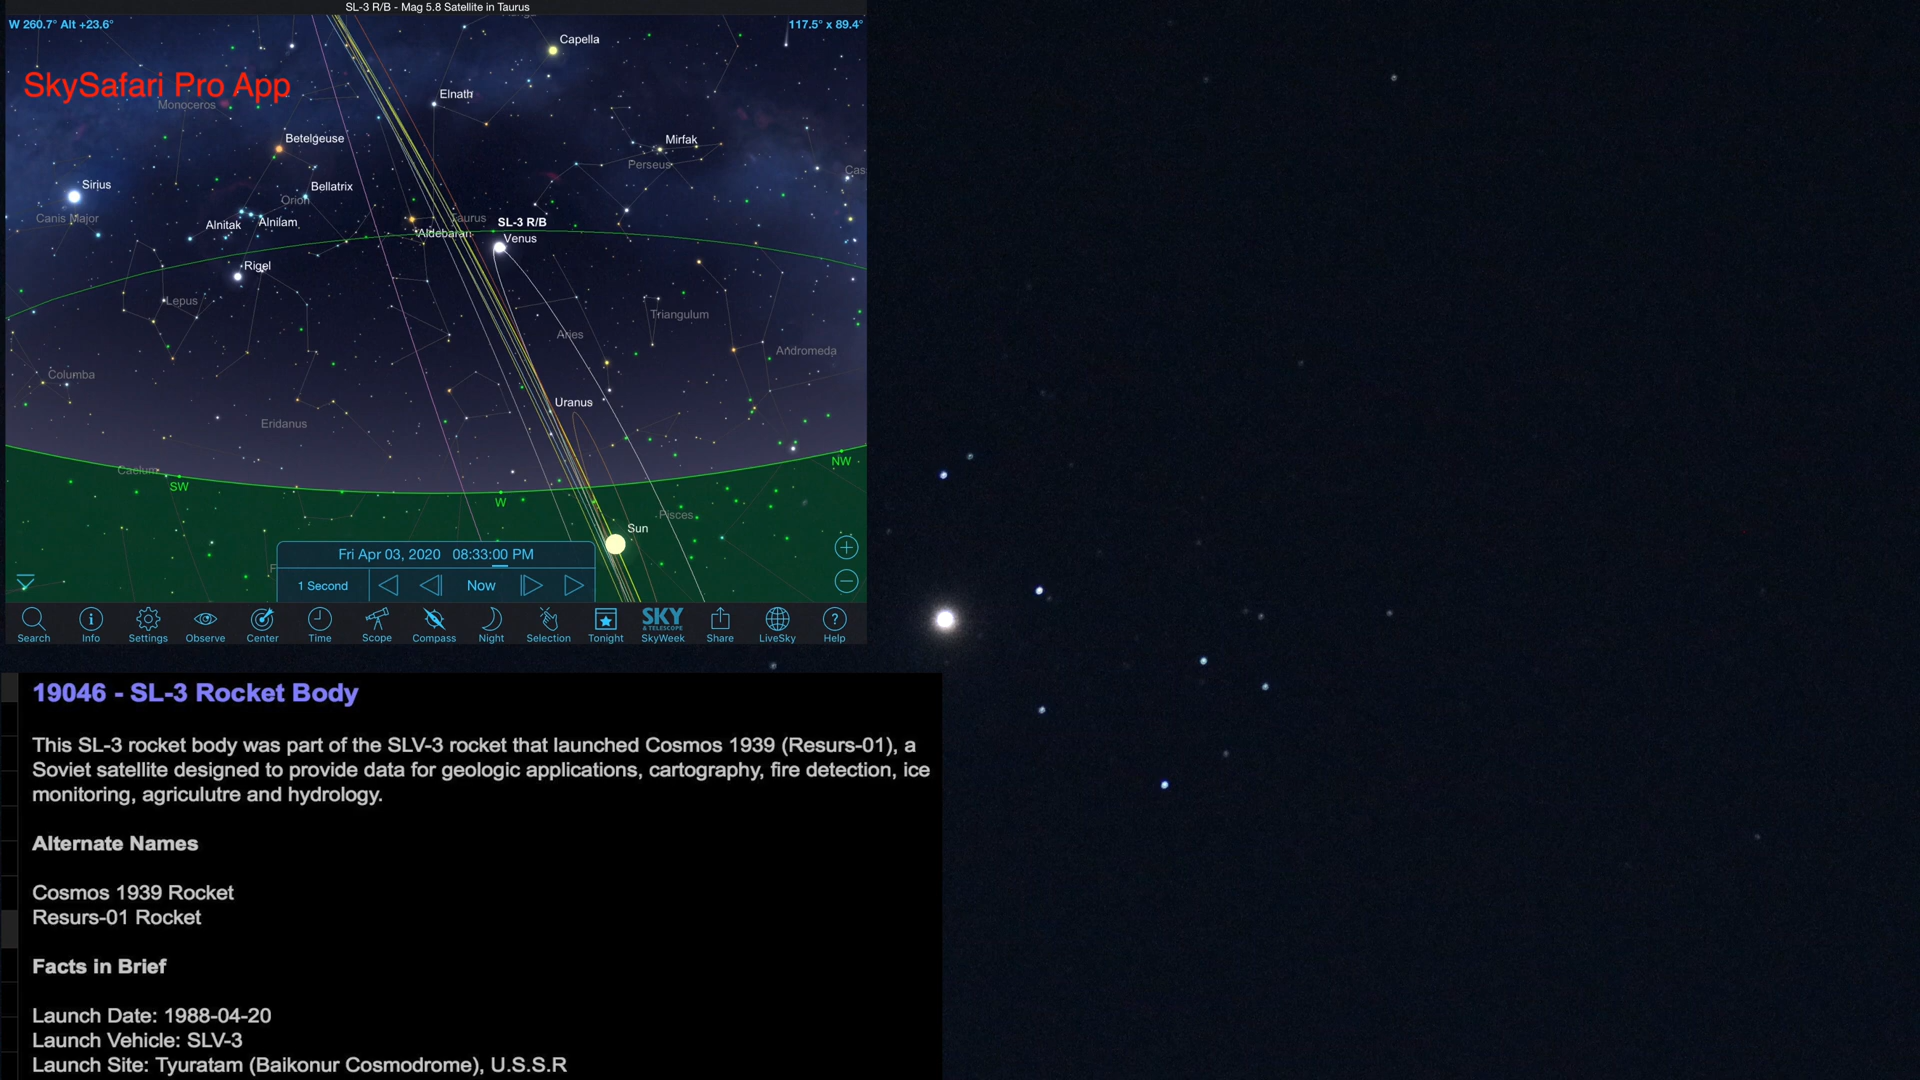 SL-3 R/B - Mag 5.8 Satellite in Taurus
W 260.7° Alt +23.6°
117.5° x 89.4°
SkySafari Pro App
Capella
Elnath
Monoceros
Betelgeuse
Mirfak
Perseus
Cas
Sirius
Bellatrix
Orion
Canis Major
Alnitak
Alnilam
Taurus
SL-3 R/B
Aldebaran
Venus
Rigel
Lepus
Triangulum
Aries
Andromeda
Columba
Uranus
Eridanus
Caelum
SW
W
NW
Pisces
Sun
Fri Apr 03, 2020 08:33:00 PM
1 Second
Now
Search
Info
Settings
Observe
Center
Time
Scope
Compass
Night
Selection
Tonight
SKY
& TELESCOPE
SkyWeek
Share
LiveSky
?
Help
19046 - SL-3 Rocket Body
This SL-3 rocket body was part of the SLV-3 rocket that launched Cosmos 1939 (Resurs-01), a
Soviet satellite designed to provide data for geologic applications, cartography, fire detection, ice
monitoring, agriculutre and hydrology.
Alternate Names
Cosmos 1939 Rocket
Resurs-01 Rocket
Facts in Brief
Launch Date: 1988-04-20
Launch Vehicle: SLV-3
Launch Site: Tyuratam (Baikonur Cosmodrome), U.S.S.R